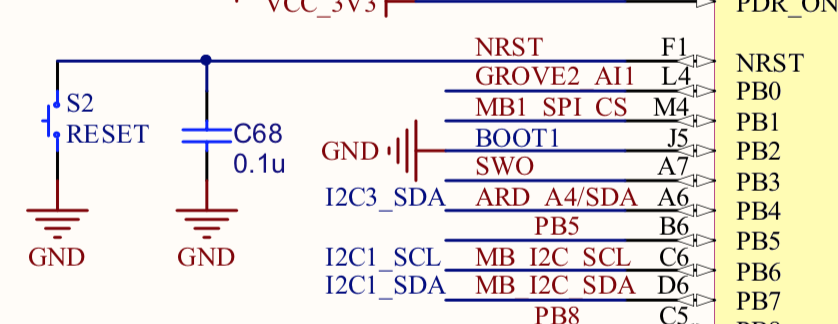 VCC_3V3 PDR_ON
NRST F1 NRST
GROVE2_AI1 L4 PB0
S2 MB1_SPI_CS M4 PB1
RESET C68 GND BOOT1 J5 PB2
0.1u SWO A7 PB3
I2C3_SDA ARD_A4/SDA A6 PB4
PB5 B6 PB5
GND GND I2C1_SCL MB_I2C_SCL C6 PB6
I2C1_SDA MB_I2C_SDA D6 PB7
PB8 C5